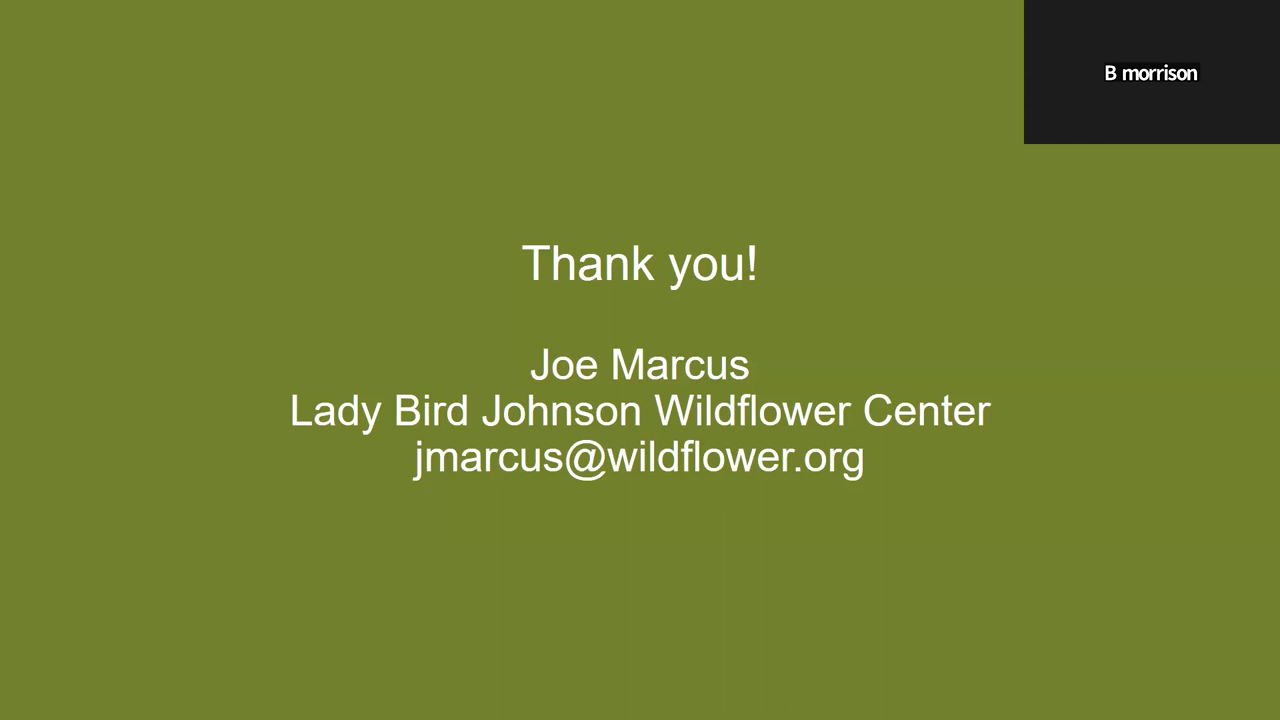 B morrison
Thank you!
Joe Marcus
Lady Bird Johnson Wildflower Center
jmarcus@wildflower.org